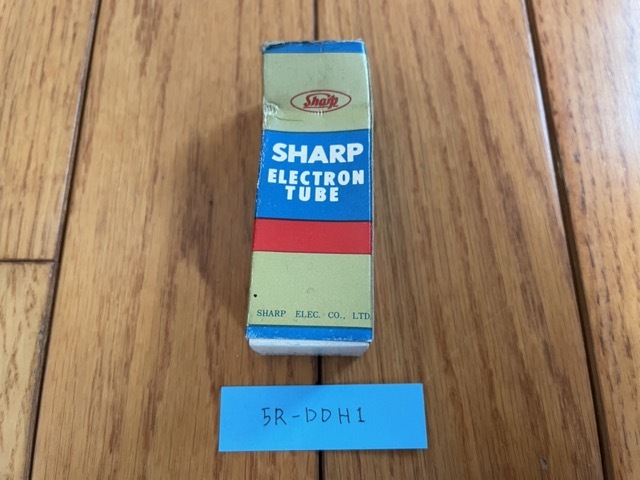 Sharp
SHARP
ELECTRON
TUBE
SHARP ELEC. CO., LTD
5R-DDH1